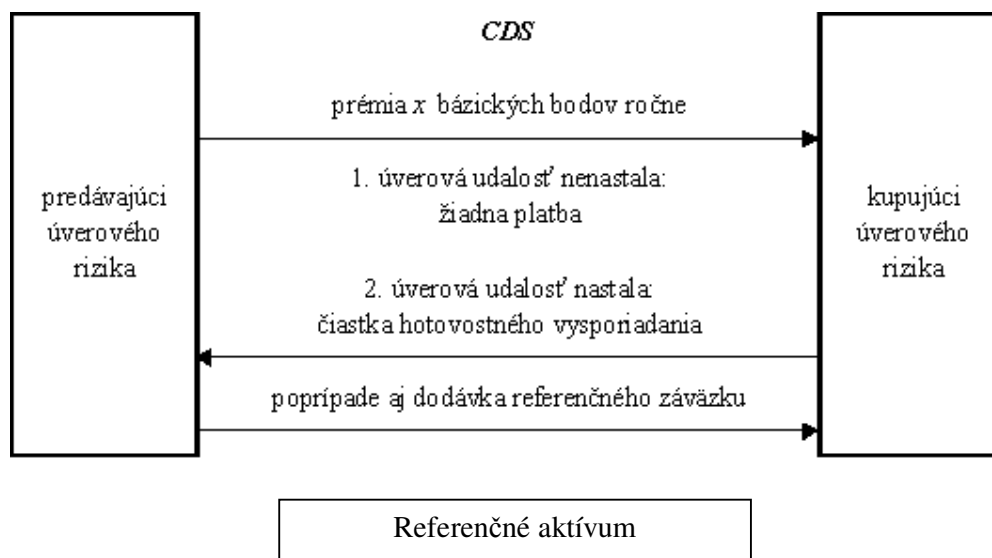 CDS
prémia x bázických bodov ročne
1. úverová udalosť nenastala:
žiadna platba
predávajúci
úverového
rizika
kupujúci
úverového
rizika
2. úverová udalosť nastala:
čiastka hotovostného vysporiadania
poprípade aj dodávka referenčného záväzku
Referenčné aktívum